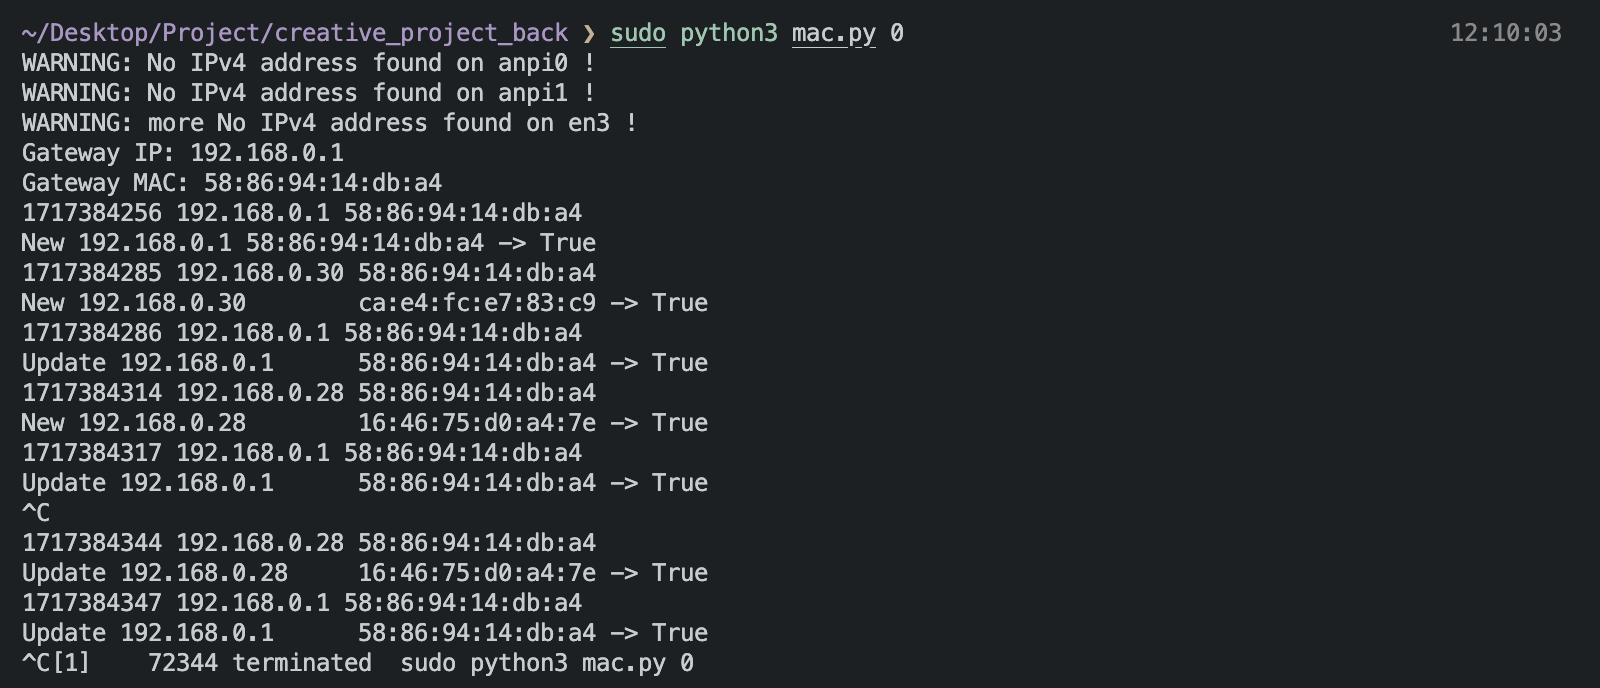 ~/Desktop/Project/creative_project_back ❯ sudo python3 mac.py 0 12:10:03
WARNING: No IPv4 address found on anpi0 !
WARNING: No IPv4 address found on anpi1 !
WARNING: more No IPv4 address found on en3 !
Gateway IP: 192.168.0.1
Gateway MAC: 58:86:94:14:db:a4
1717384256 192.168.0.1 58:86:94:14:db:a4
New 192.168.0.1 58:86:94:14:db:a4 -> True
1717384285 192.168.0.30 58:86:94:14:db:a4
New 192.168.0.30        ca:e4:fc:e7:83:c9 -> True
1717384286 192.168.0.1 58:86:94:14:db:a4
Update 192.168.0.1      58:86:94:14:db:a4 -> True
1717384314 192.168.0.28 58:86:94:14:db:a4
New 192.168.0.28        16:46:75:d0:a4:7e -> True
1717384317 192.168.0.1 58:86:94:14:db:a4
Update 192.168.0.1      58:86:94:14:db:a4 -> True
^C
1717384344 192.168.0.28 58:86:94:14:db:a4
Update 192.168.0.28     16:46:75:d0:a4:7e -> True
1717384347 192.168.0.1 58:86:94:14:db:a4
Update 192.168.0.1      58:86:94:14:db:a4 -> True
^C[1]    72344 terminated  sudo python3 mac.py 0